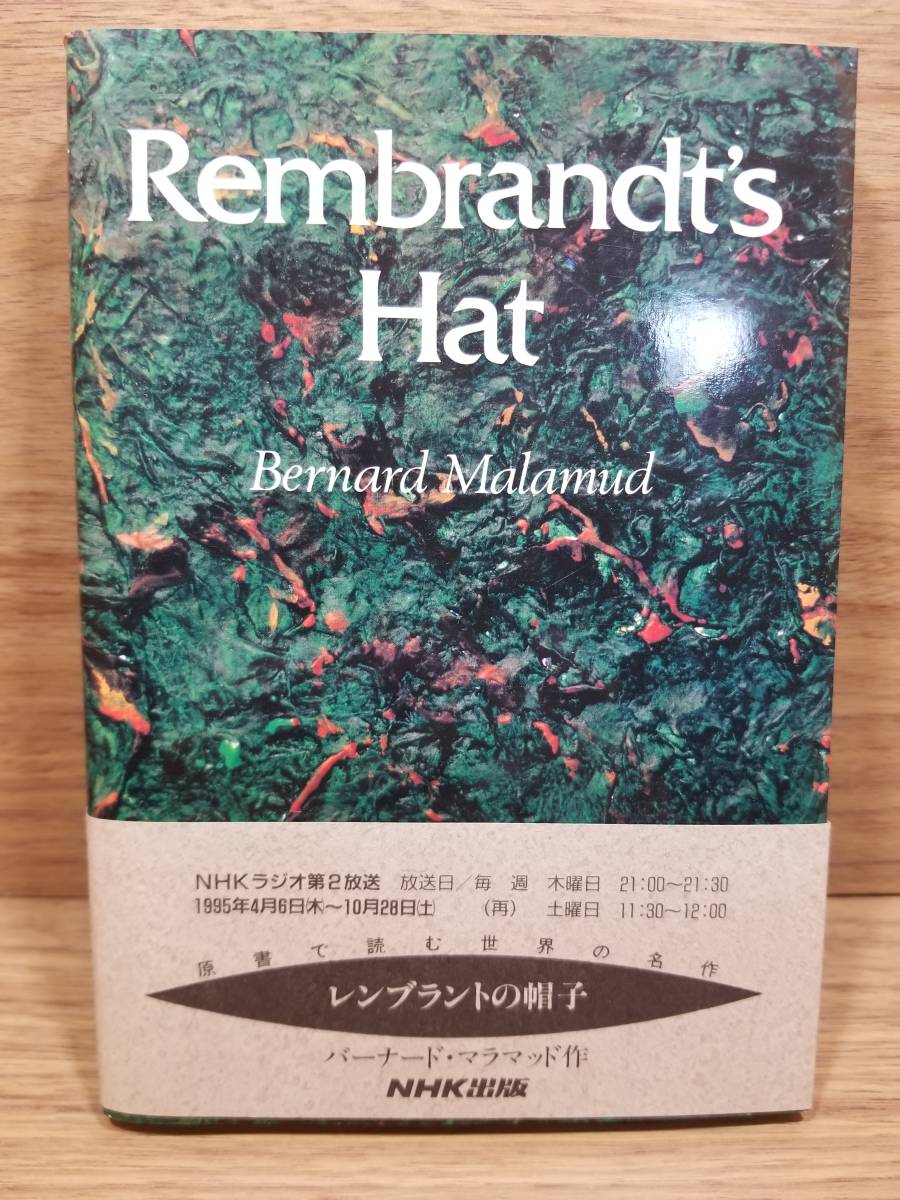 Rembrandt's
Hat
Bernard Malamud
NHKラジオ第2放送 放送日／毎 週 木曜日 21:00〜21:30
1995年4月6日(木)〜10月28日(土) (再) 土曜日 11:30〜12:00
原書で読む世界の名作
レンブラントの帽子
バーナード・マラマッド作
NHK出版